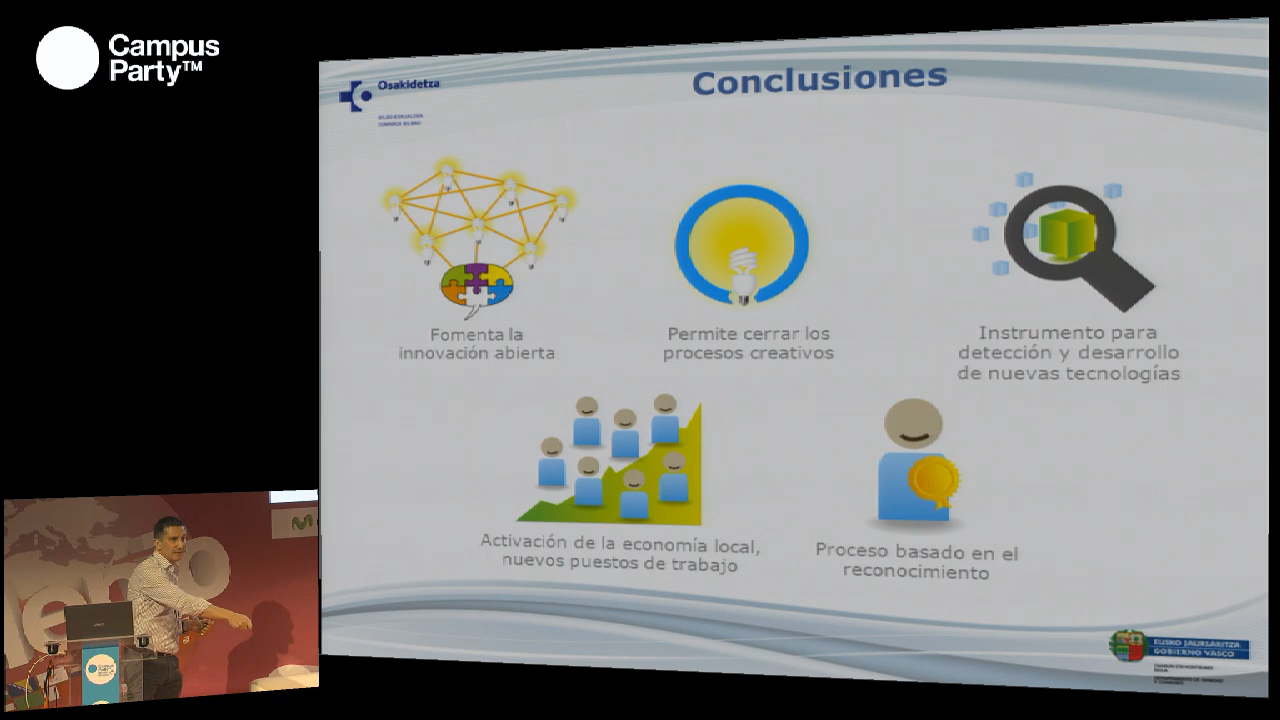 Campus
Party™
Osakidetza
Conclusiones
Fomenta la
innovación abierta
Permite cerrar los
procesos creativos
Instrumento para
detección y desarrollo
de nuevas tecnologías
Activación de la economía local,
nuevos puestos de trabajo
Proceso basado en el
reconocimiento
EUSKO JAURLARITZA
GOBIERNO VASCO